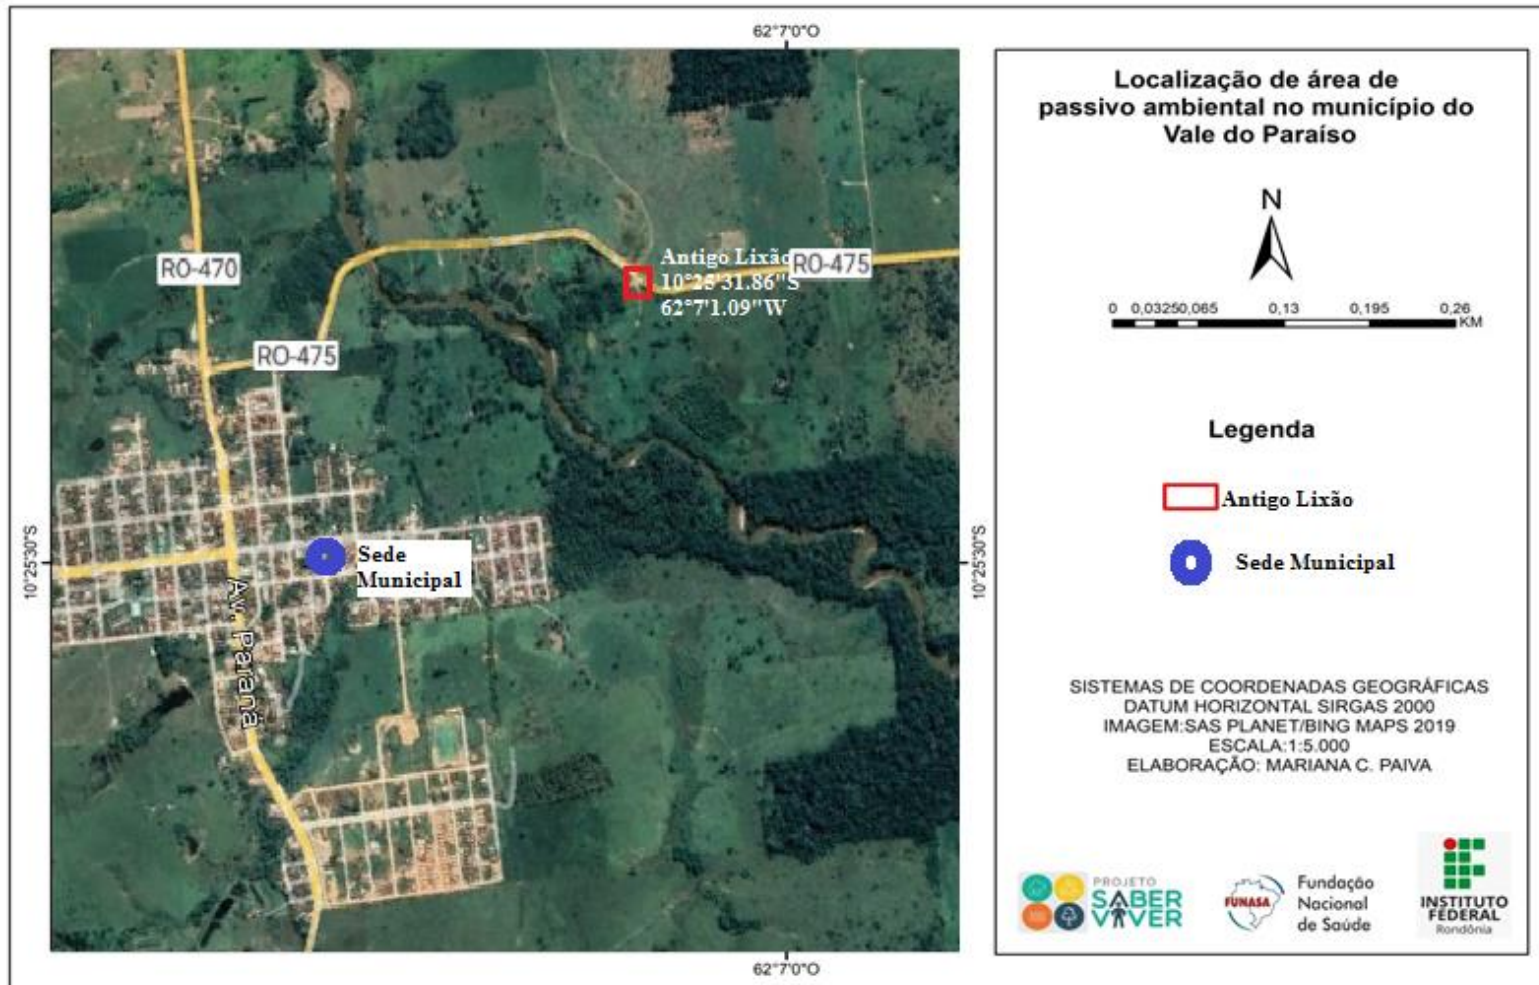 62°7'0"O
RO-470
Antigo Lixão
10°25'31.86"S
62°7'1.09"W
RO-475
RO-475
10°25'30"S
Sede
Municipal
10°25'30"S
Av. Paraná
62°7'0"O
Localização de área de
passivo ambiental no município do
Vale do Paraíso
N
0 0,0325 0,065 0,13 0,195 0,26
KM
Legenda
Antigo Lixão
Sede Municipal
SISTEMAS DE COORDENADAS GEOGRÁFICAS
DATUM HORIZONTAL SIRGAS 2000
IMAGEM:SAS PLANET/BING MAPS 2019
ESCALA:1:5.000
ELABORAÇÃO: MARIANA C. PAIVA
PROJETO
SABER
VIVER
FUNASA
Fundação
Nacional
de Saúde
INSTITUTO
FEDERAL
Rondônia